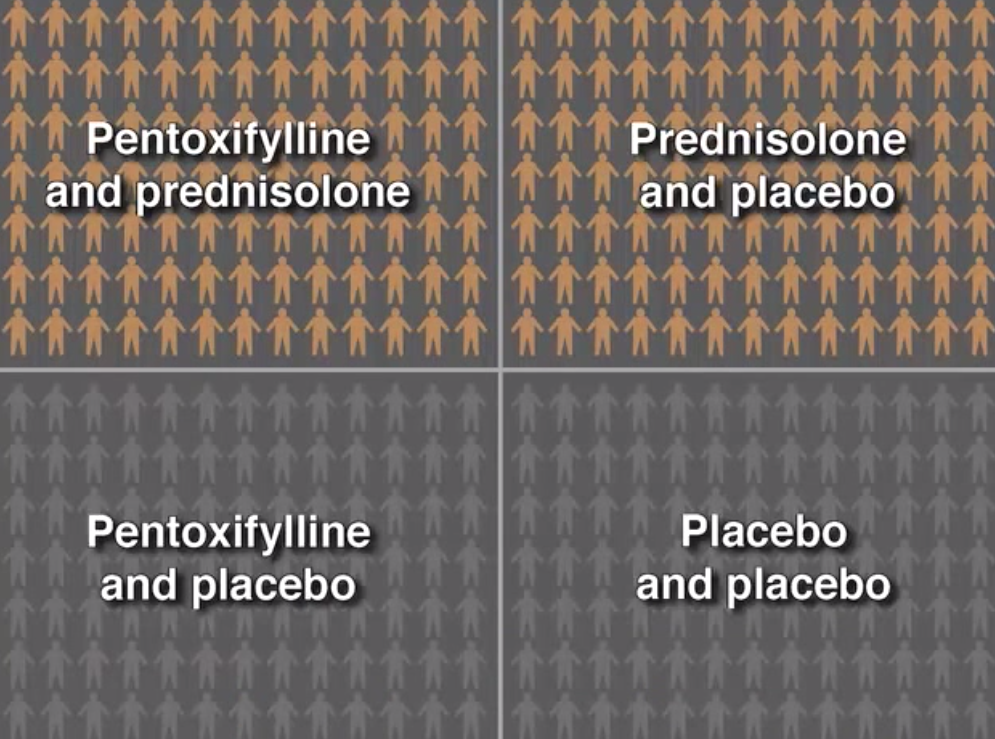 Pentoxifylline
and prednisolone
Prednisolone
and placebo
Pentoxifylline
and placebo
Placebo
and placebo